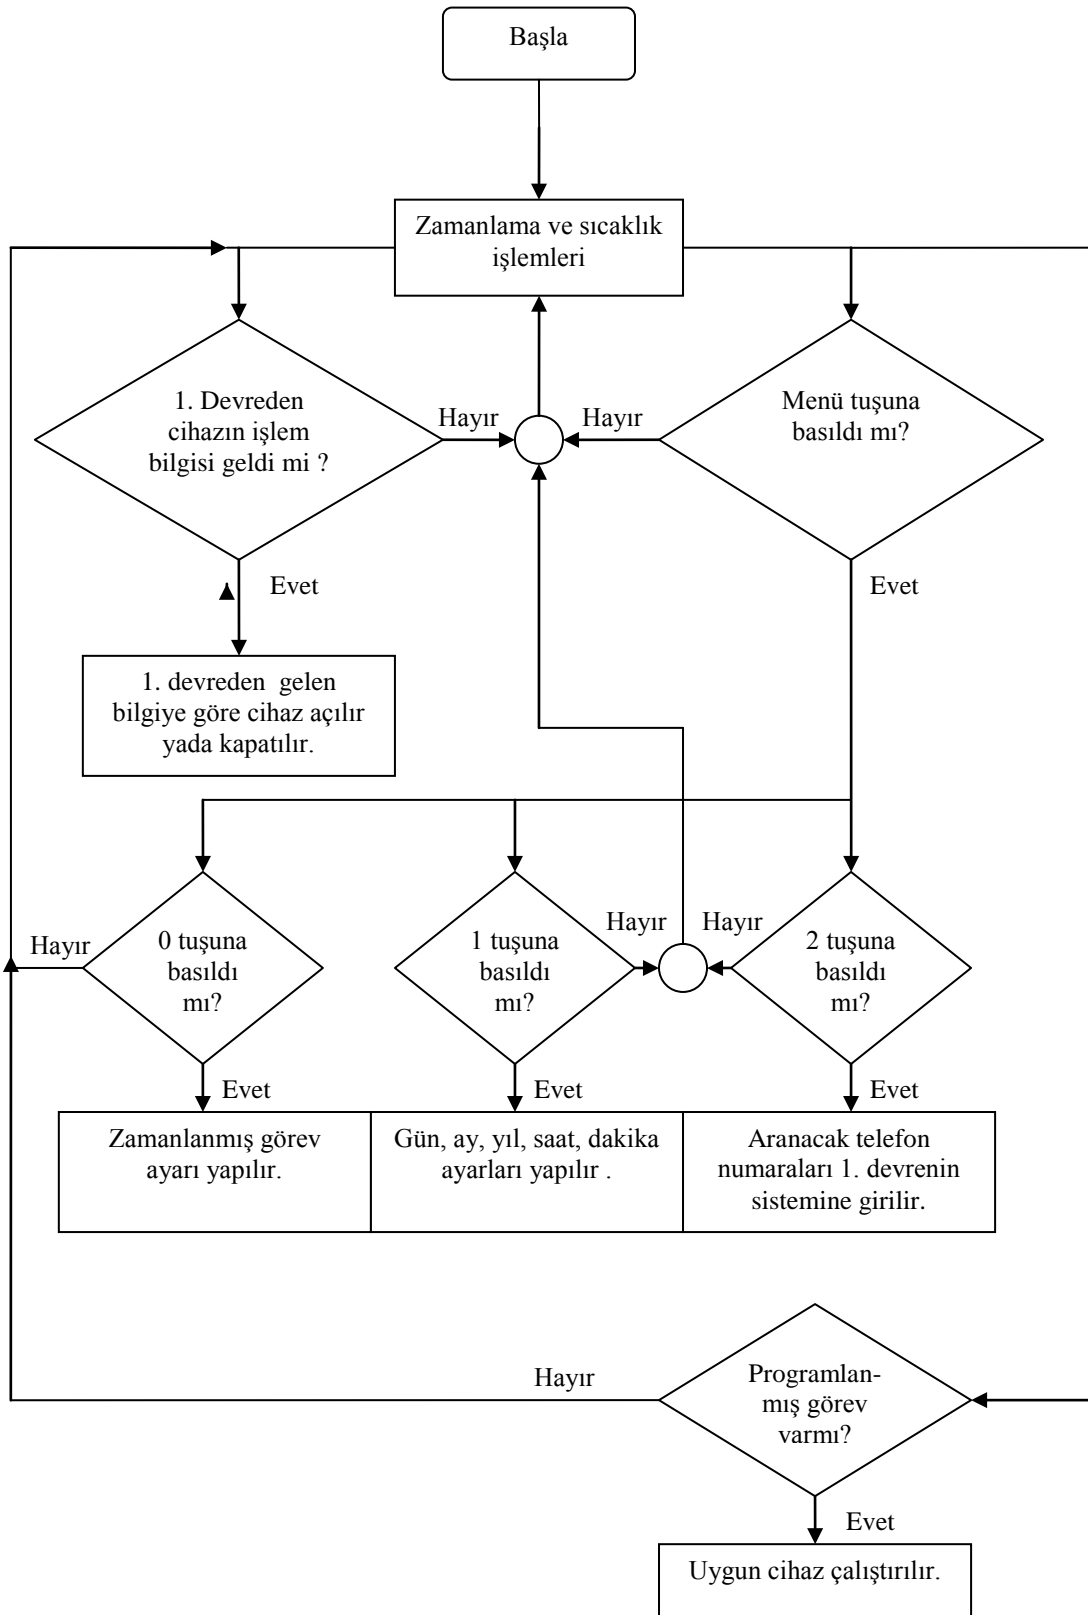 Başla
Zamanlama ve sıcaklık
işlemleri
1. Devreden
cihazın işlem
bilgisi geldi mi ?
Hayır
Hayır
Menü tuşuna
basıldı mı?
Evet
Evet
1. devreden gelen
bilgiye göre cihaz açılır
yada kapatılır.
Hayır
0 tuşuna
basıldı
mı?
1 tuşuna
basıldı
mı?
Hayır
Hayır
2 tuşuna
basıldı
mı?
Evet
Evet
Evet
Zamanlanmış görev
ayarı yapılır.
Gün, ay, yıl, saat, dakika
ayarları yapılır .
Aranacak telefon
numaraları 1. devrenin
sistemine girilir.
Hayır
Programlan-
mış görev
varmı?
Evet
Uygun cihaz çalıştırılır.